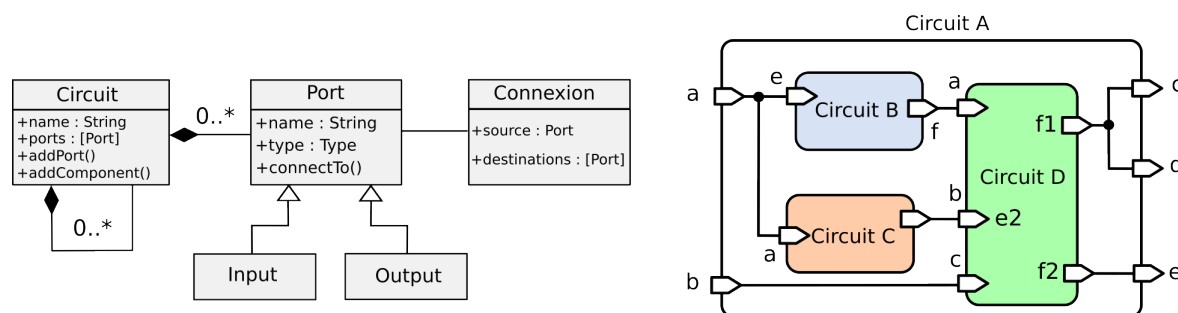 Circuit
+name : String
+ports : [Port]
+addPort()
+addComponent()
0..*
0..*
Port
+name : String
+type : Type
+connectTo()
Connexion
+source : Port
+destinations : [Port]
Input
Output
Circuit A
a
e
Circuit B
f
a
f1
c
d
Circuit D
b
e2
Circuit C
a
c
b
f2
e